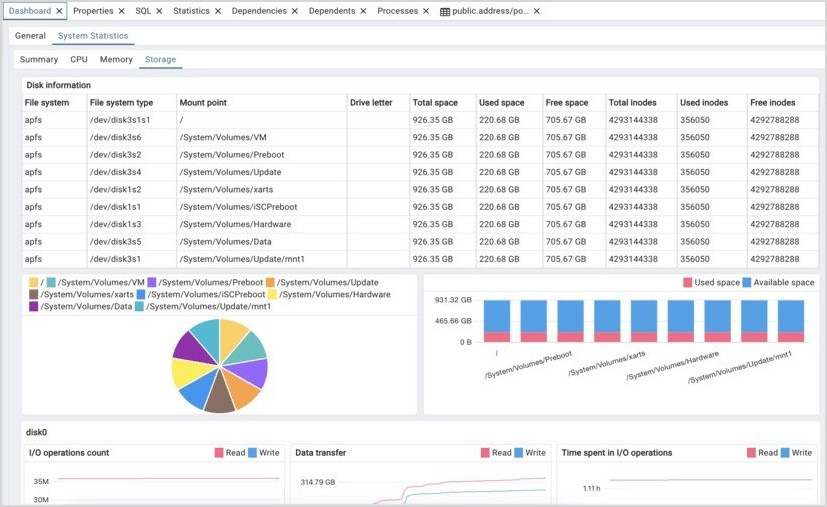 Dashboard × Properties × SQL × Statistics × Dependencies × Dependents × Processes × public.address/po... ×
General System Statistics
Summary CPU Memory Storage
Disk information
File system File system type Mount point Drive letter Total space Used space Free space Total inodes Used inodes Free inodes
apfs /dev/disk3s1s1 / 926.35 GB 220.68 GB 705.67 GB 4293144338 356050 4292788288
apfs /dev/disk3s6 /System/Volumes/VM 926.35 GB 220.68 GB 705.67 GB 4293144338 356050 4292788288
apfs /dev/disk3s2 /System/Volumes/Preboot 926.35 GB 220.68 GB 705.67 GB 4293144338 356050 4292788288
apfs /dev/disk3s4 /System/Volumes/Update 926.35 GB 220.68 GB 705.67 GB 4293144338 356050 4292788288
apfs /dev/disk1s2 /System/Volumes/xarts 926.35 GB 220.68 GB 705.67 GB 4293144338 356050 4292788288
apfs /dev/disk1s1 /System/Volumes/iSCPreboot 926.35 GB 220.68 GB 705.67 GB 4293144338 356050 4292788288
apfs /dev/disk1s3 /System/Volumes/Hardware 926.35 GB 220.68 GB 705.67 GB 4293144338 356050 4292788288
apfs /dev/disk3s5 /System/Volumes/Data 926.35 GB 220.68 GB 705.67 GB 4293144338 356050 4292788288
apfs /dev/disk3s1 /System/Volumes/Update/mnt1 926.35 GB 220.68 GB 705.67 GB 4293144338 356050 4292788288
/ /System/Volumes/VM /System/Volumes/Preboot /System/Volumes/Update
/System/Volumes/xarts /System/Volumes/iSCPreboot /System/Volumes/Hardware
/System/Volumes/Data /System/Volumes/Update/mnt1
Used space Available space
931.32 GB
465.66 GB
0 B
/ /System/Volumes/Preboot /System/Volumes/xarts /System/Volumes/Hardware /System/Volumes/Update/mnt1
disk0
I/O operations count Read Write
35M
30M
Data transfer Read Write
314.79 GB
Time spent in I/O operations Read Write
1.11 h